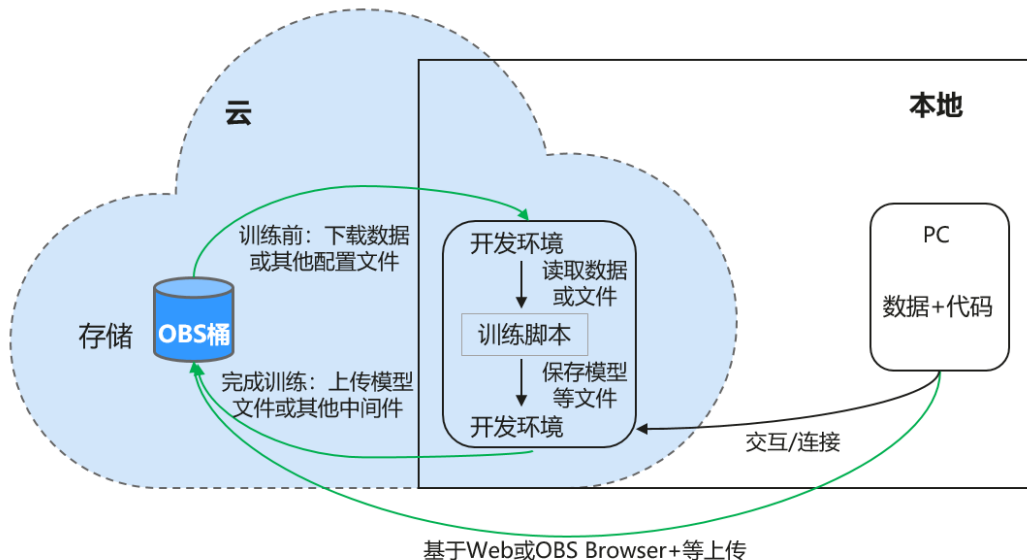 云
本地
训练前：下载数据
或其他配置文件
开发环境
读取数据
或文件
训练脚本
保存模型
等文件
开发环境
PC
数据+代码
存储
OBS桶
完成训练：上传模型
文件或其他中间件
交互/连接
基于Web或OBS Browser+等上传